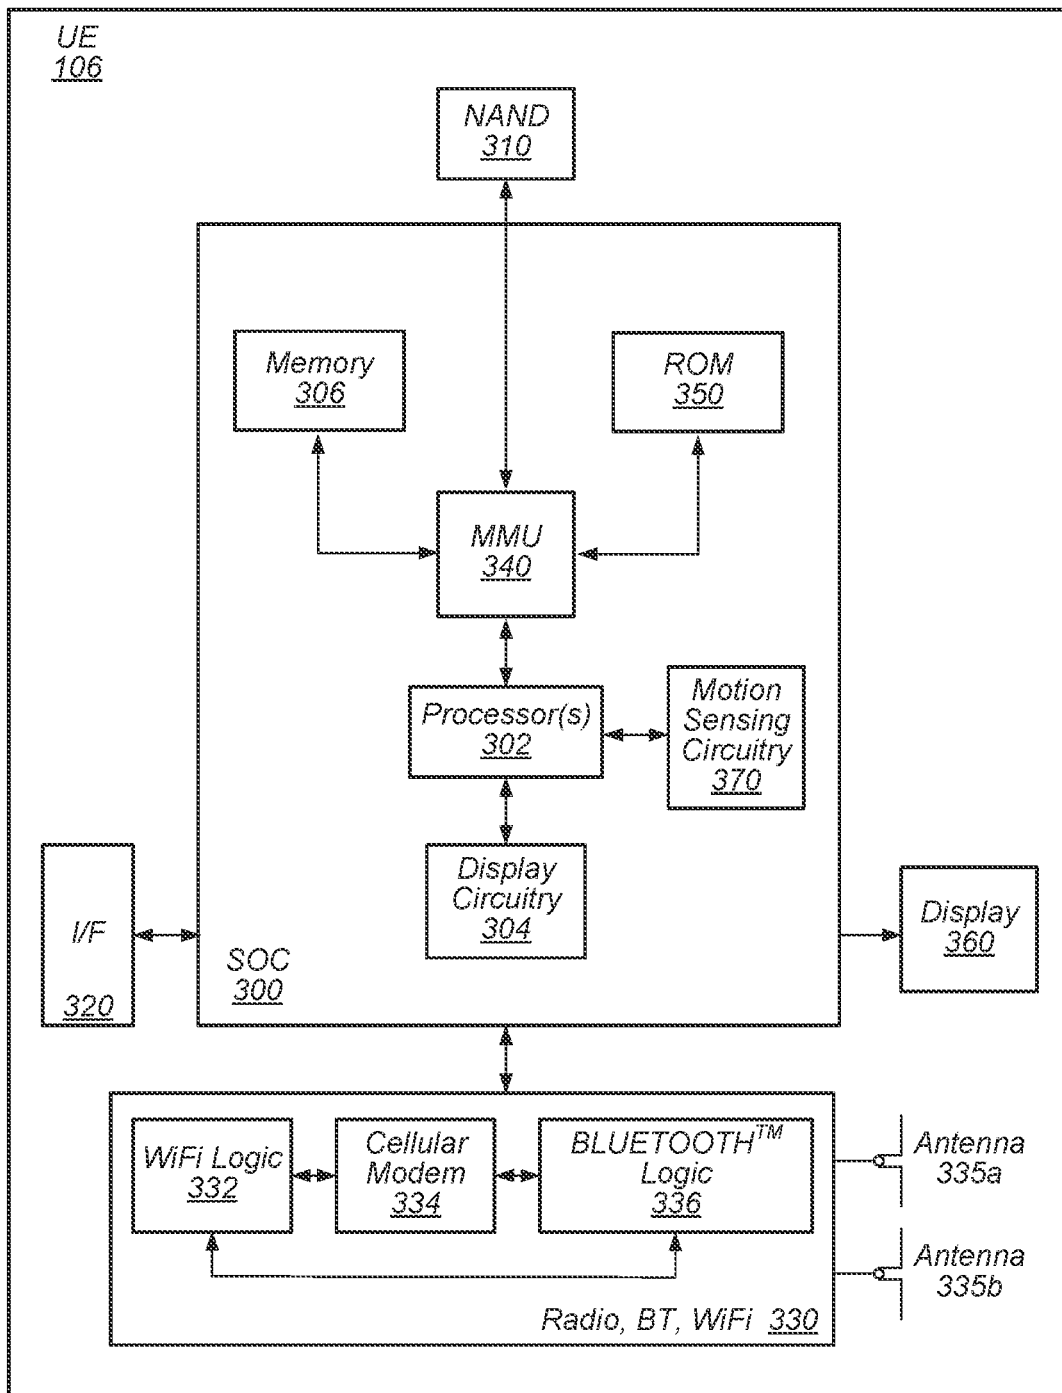 UE
106
NAND
310
Memory
306
ROM
350
MMU
340
Processor(s)
302
Motion
Sensing
Circuitry
370
Display
Circuitry
304
I/F
320
SOC
300
Display
360
WiFi Logic
332
Cellular
Modem
334
BLUETOOTH™
Logic
336
Antenna
335a
Antenna
335b
Radio, BT, WiFi 330